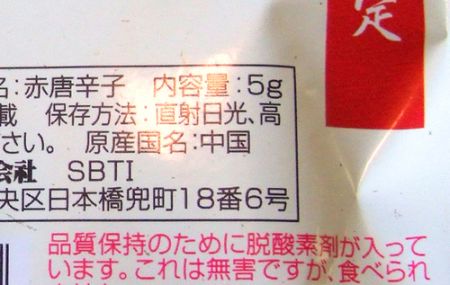 定
名：赤唐辛子　内容量：5g
載　保存方法：直射日光、高
さい。　原産国名：中国
会社　SBTI
央区日本橋兜町18番6号
品質保持のために脱酸素剤が入って
います。これは無害ですが、食べられ